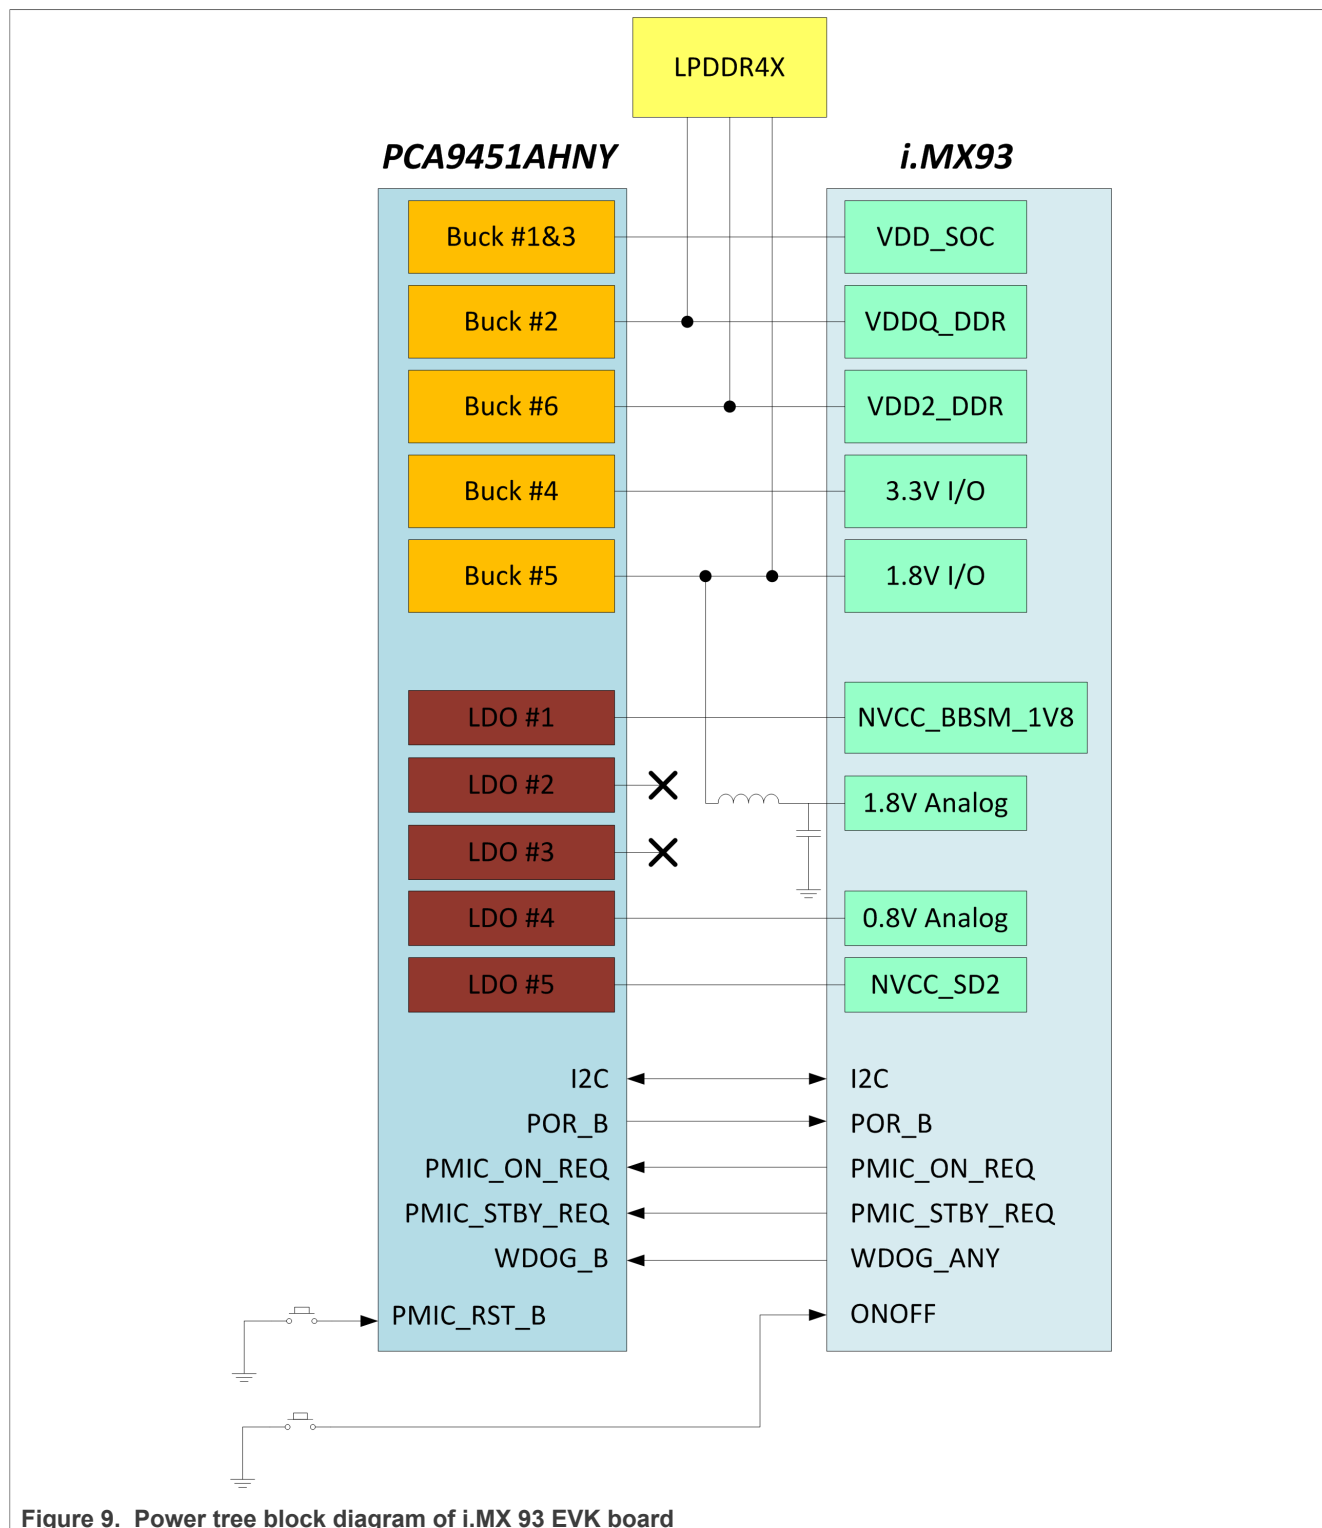 LPDDR4X
PCA9451AHNY
i.MX93
Buck #1&3
VDD_SOC
Buck #2
VDDQ_DDR
Buck #6
VDD2_DDR
Buck #4
3.3V I/O
Buck #5
1.8V I/O
LDO #1
NVCC_BBSM_1V8
LDO #2
1.8V Analog
LDO #3
LDO #4
0.8V Analog
LDO #5
NVCC_SD2
I2C
I2C
POR_B
POR_B
PMIC_ON_REQ
PMIC_ON_REQ
PMIC_STBY_REQ
PMIC_STBY_REQ
WDOG_B
WDOG_ANY
PMIC_RST_B
ONOFF
Figure 9. Power tree block diagram of i.MX 93 EVK board